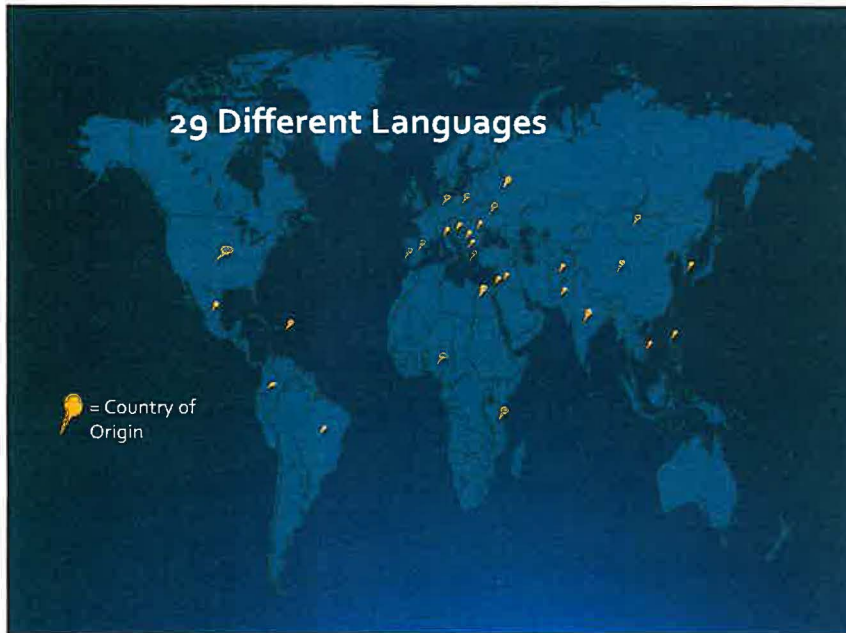 29 Different Languages
= Country of
Origin